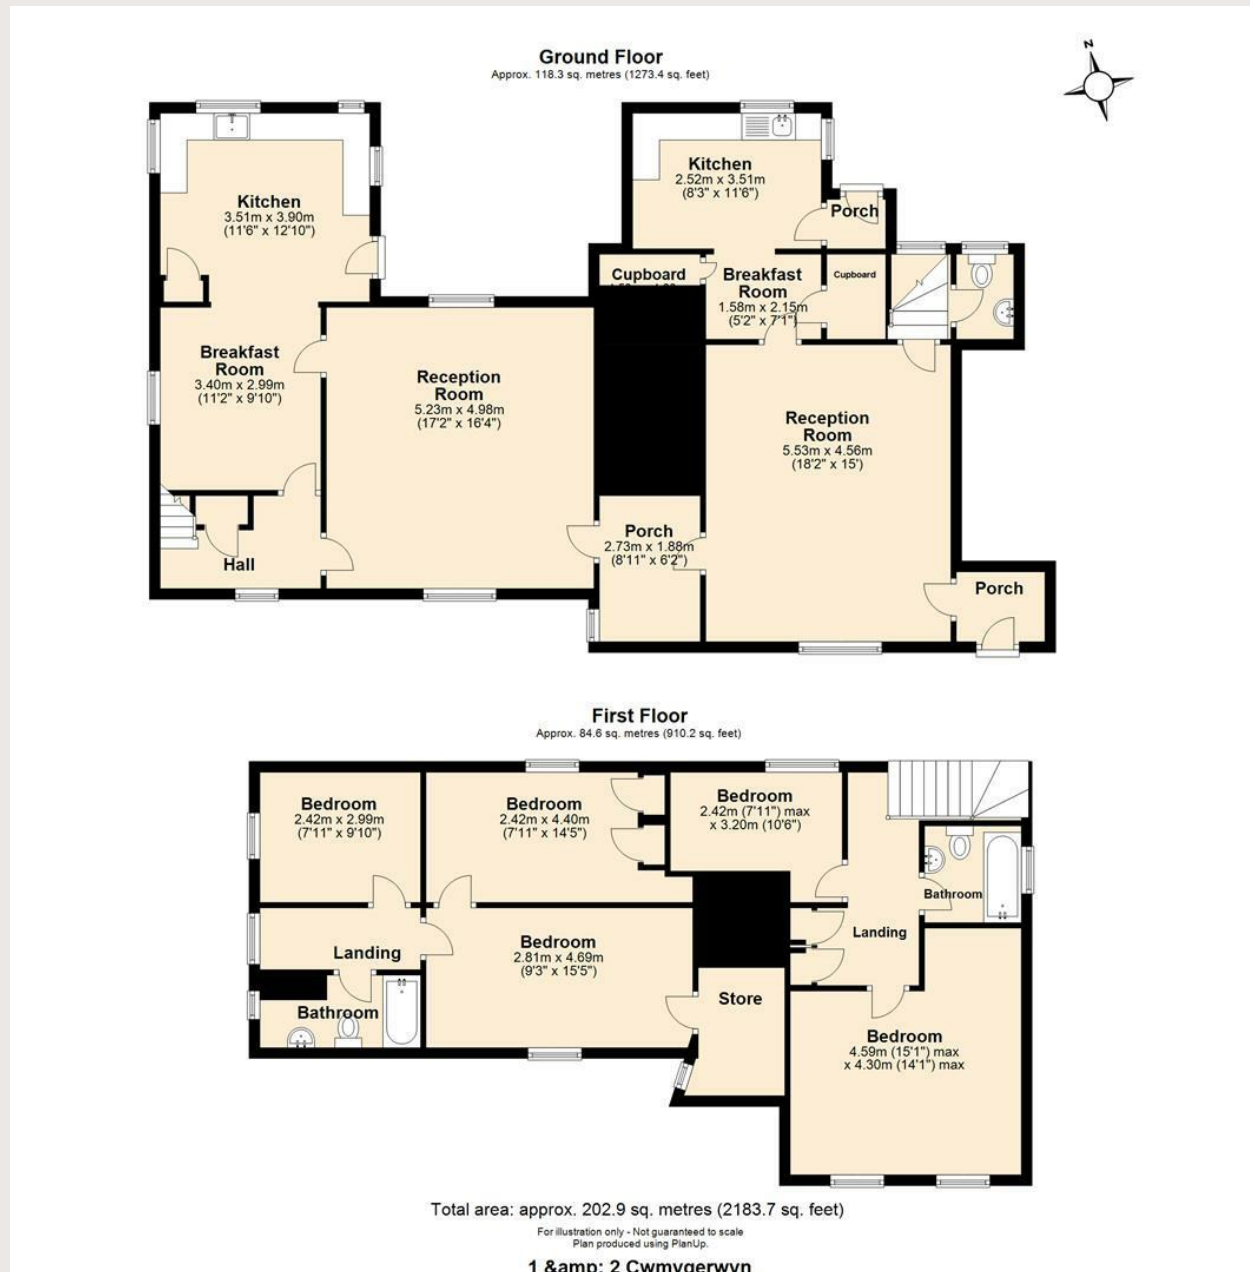 Ground Floor
Approx. 118.3 sq. metres (1273.4 sq. feet)
N
Kitchen
3.51m x 3.90m
(11'6" x 12'10")
Kitchen
2.52m x 3.51m
(8'3" x 11'6")
Porch
Cupboard
Breakfast
Room
1.58m x 2.15m
(5'2" x 7'1")
Cupboard
Breakfast
Room
3.40m x 2.99m
(11'2" x 9'10")
Reception
Room
5.23m x 4.98m
(17'2" x 16'4")
Reception
Room
5.53m x 4.56m
(18'2" x 15')
Porch
2.73m x 1.88m
(8'11" x 6'2")
Hall
Porch
First Floor
Approx. 84.6 sq. metres (910.2 sq. feet)
Bedroom
2.42m x 2.99m
(7'11" x 9'10")
Bedroom
2.42m x 4.40m
(7'11" x 14'5")
Bedroom
2.42m (7'11") max
x 3.20m (10'6")
Bathroom
Landing
Landing
Bedroom
2.81m x 4.69m
(9'3" x 15'5")
Store
Bathroom
Bedroom
4.59m (15'1") max
x 4.30m (14'1") max
Total area: approx. 202.9 sq. metres (2183.7 sq. feet)
For illustration only - Not guaranteed to scale
Plan produced using PlanUp.
1 &amp; 2 Cwmygerwyn